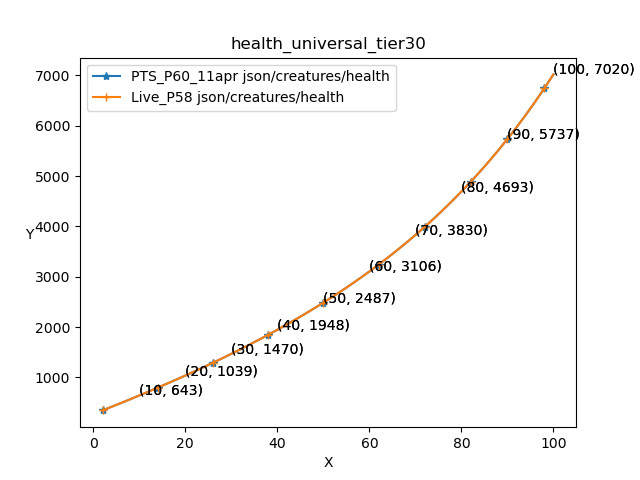 health_universal_tier30
PTS_P60_11apr json/creatures/health
Live_P58 json/creatures/health
(100, 7020)
(90, 5737)
(80, 4693)
(70, 3830)
(60, 3106)
(50, 2487)
(40, 1948)
(30, 1470)
(20, 1039)
(10, 643)
7000
6000
5000
4000
3000
2000
1000
Y
0 20 40 60 80 100
X